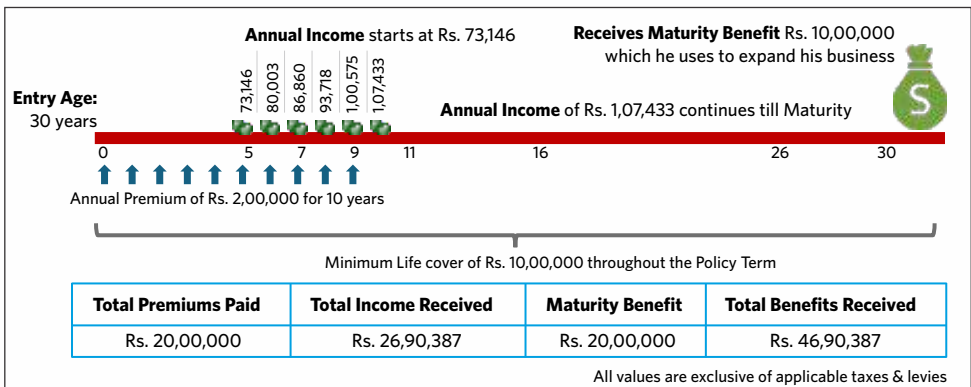 Annual Income starts at Rs. 73,146
Receives Maturity Benefit Rs. 10,00,000
which he uses to expand his business
73,146
80,003
86,860
93,718
1,00,575
1,07,433
Entry Age:
30 years
Annual Income of Rs. 1,07,433 continues till Maturity
S
0 5 7 9 11 16 26 30
Annual Premium of Rs. 2,00,000 for 10 years
Minimum Life cover of Rs. 10,00,000 throughout the Policy Term
Total Premiums Paid Total Income Received Maturity Benefit Total Benefits Received
Rs. 20,00,000 Rs. 26,90,387 Rs. 20,00,000 Rs. 46,90,387
All values are exclusive of applicable taxes & levies